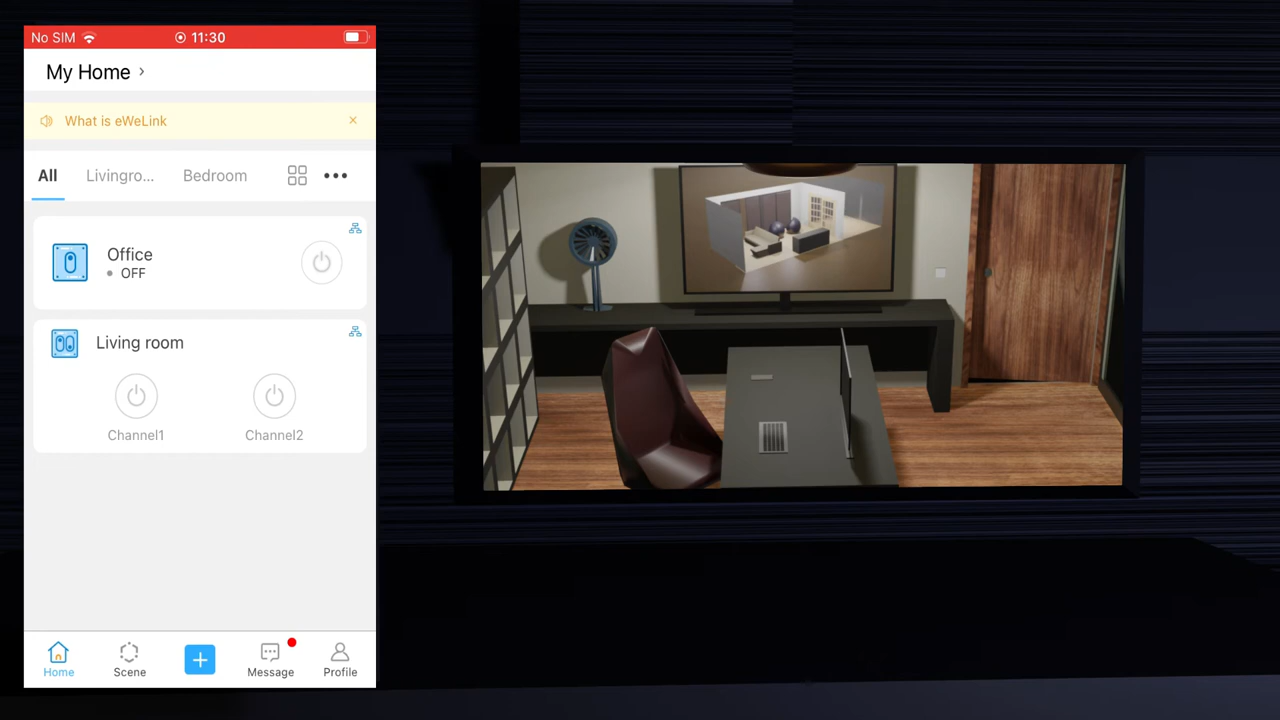 No SIM 11:30
My Home ›
What is eWeLink ×
All Livingro... Bedroom
Office
OFF
Living room
Channel1 Channel2
Home Scene Message Profile